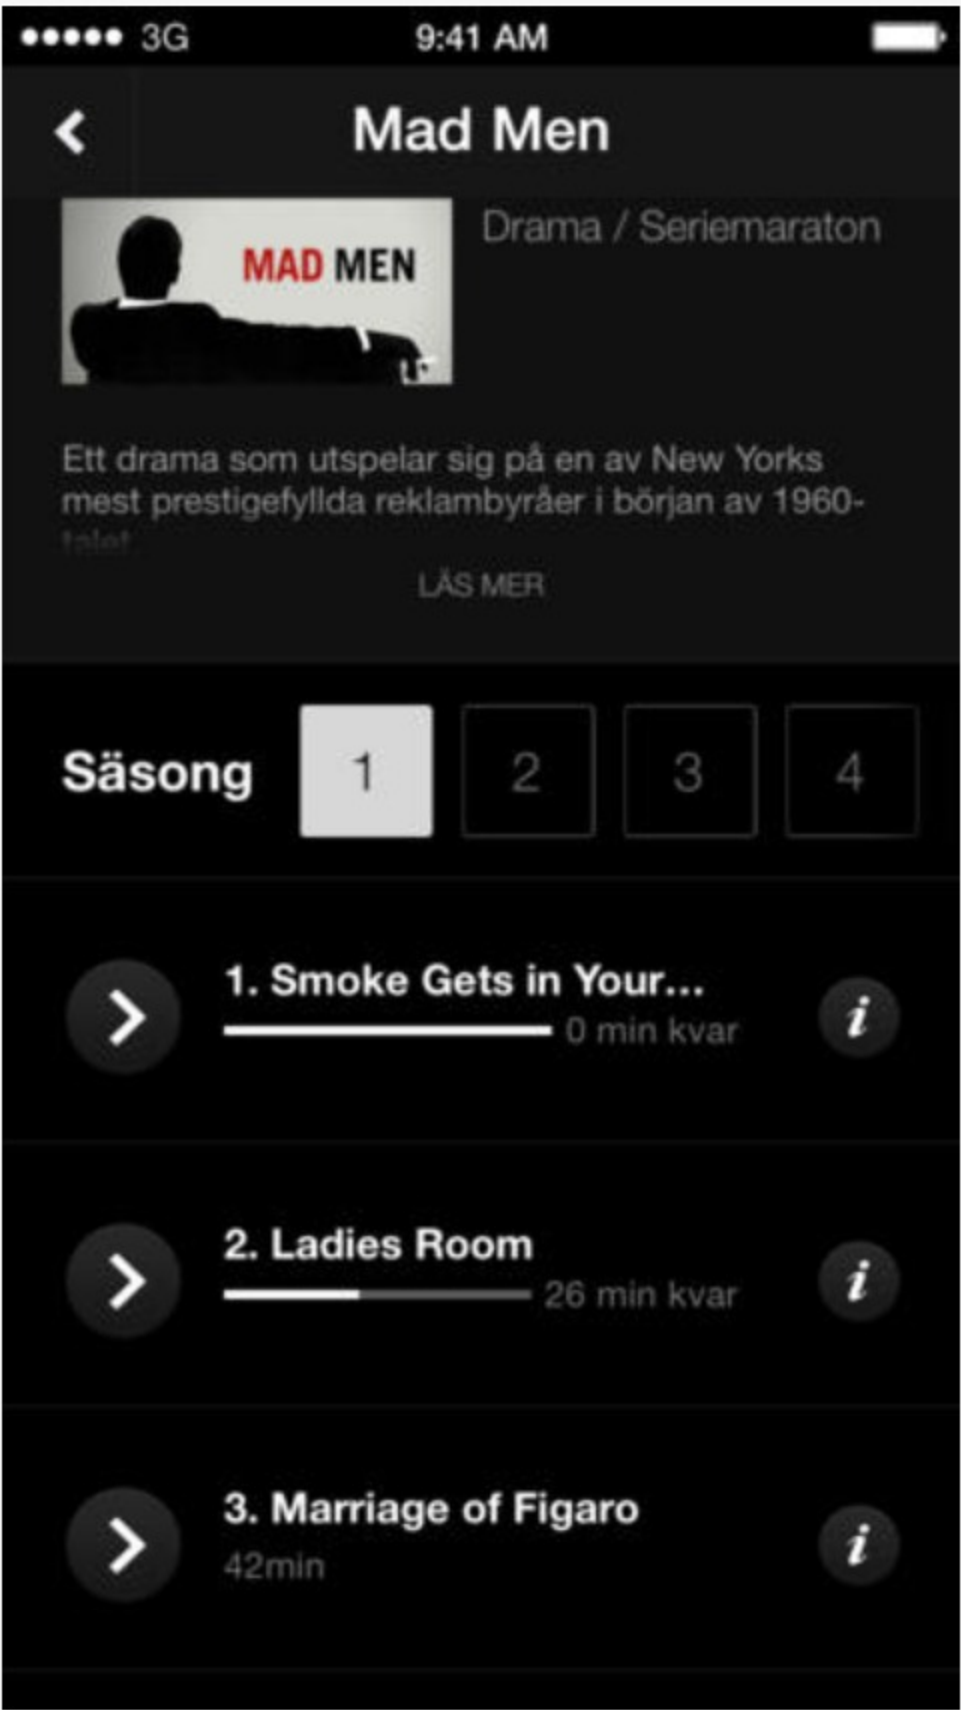 3G
9:41 AM
Mad Men
MAD MEN
Drama / Seriemaraton
Ett drama som utspelar sig på en av New Yorks
mest prestigefyllda reklambyråer i början av 1960-
talet.
LÄS MER
Säsong 1 2 3 4
1. Smoke Gets in Your...
0 min kvar
i
2. Ladies Room
26 min kvar
i
3. Marriage of Figaro
42min
i